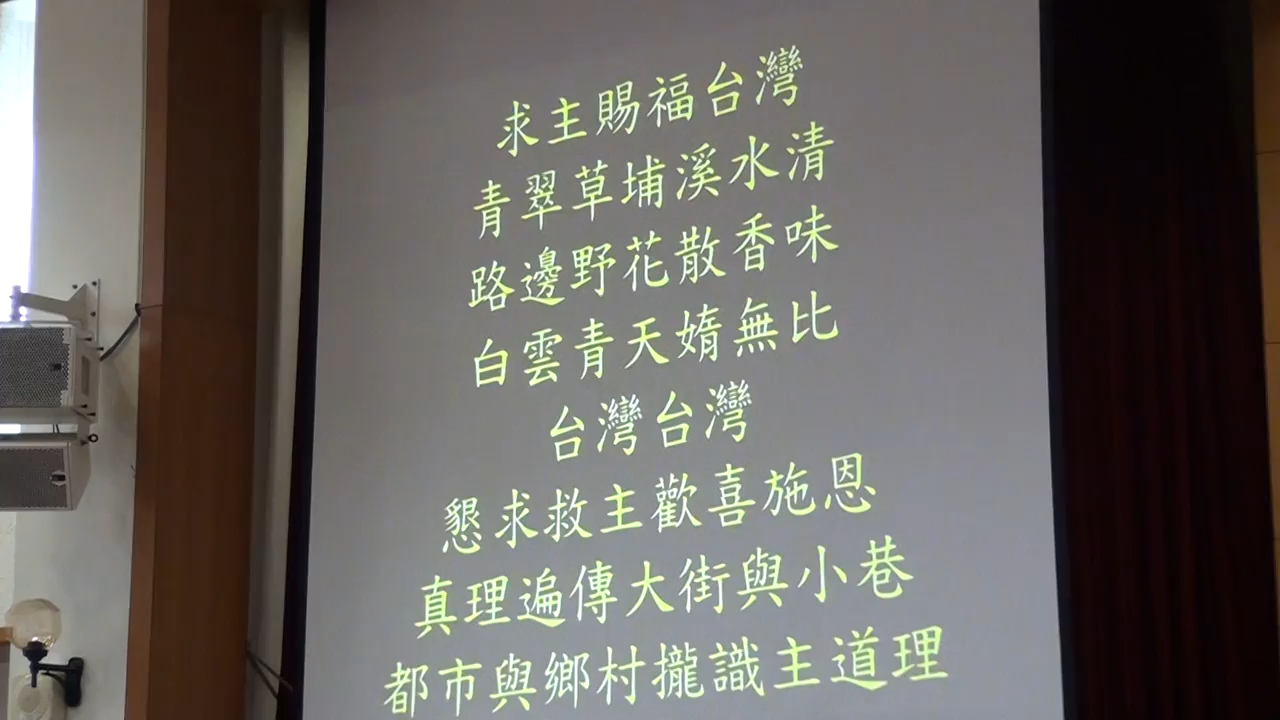 求主賜福台灣
青翠草埔溪水清
路邊野花散香味
白雲青天媠無比
台灣台灣
懇求救主歡喜施恩
真理遍傳大街與小巷
都市與鄉村攏識主道理